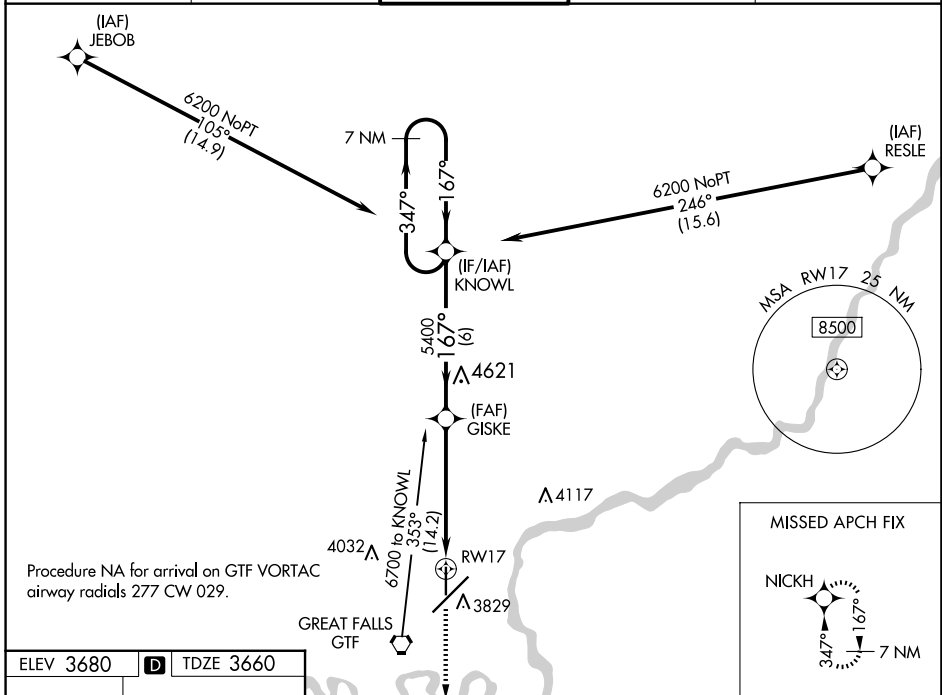 (IAF)
JEBOB
6200 NoPT
105°
(14.9)
7 NM
347°
167°
(IAF)
RESLE
6200 NoPT
246°
(15.6)
(IF/IAF)
KNOWL
MSA RW17 25 NM
8500
5400
167°
(6)
4621
(FAF)
GISKE
6700 to KNOWL
353°
(14.2)
4117
4032
RW17
3829
Procedure NA for arrival on GTF VORTAC
airway radials 277 CW 029.
GREAT FALLS
GTF
MISSED APCH FIX
NICKH
347°
167°
7 NM
ELEV 3680 D TDZE 3660